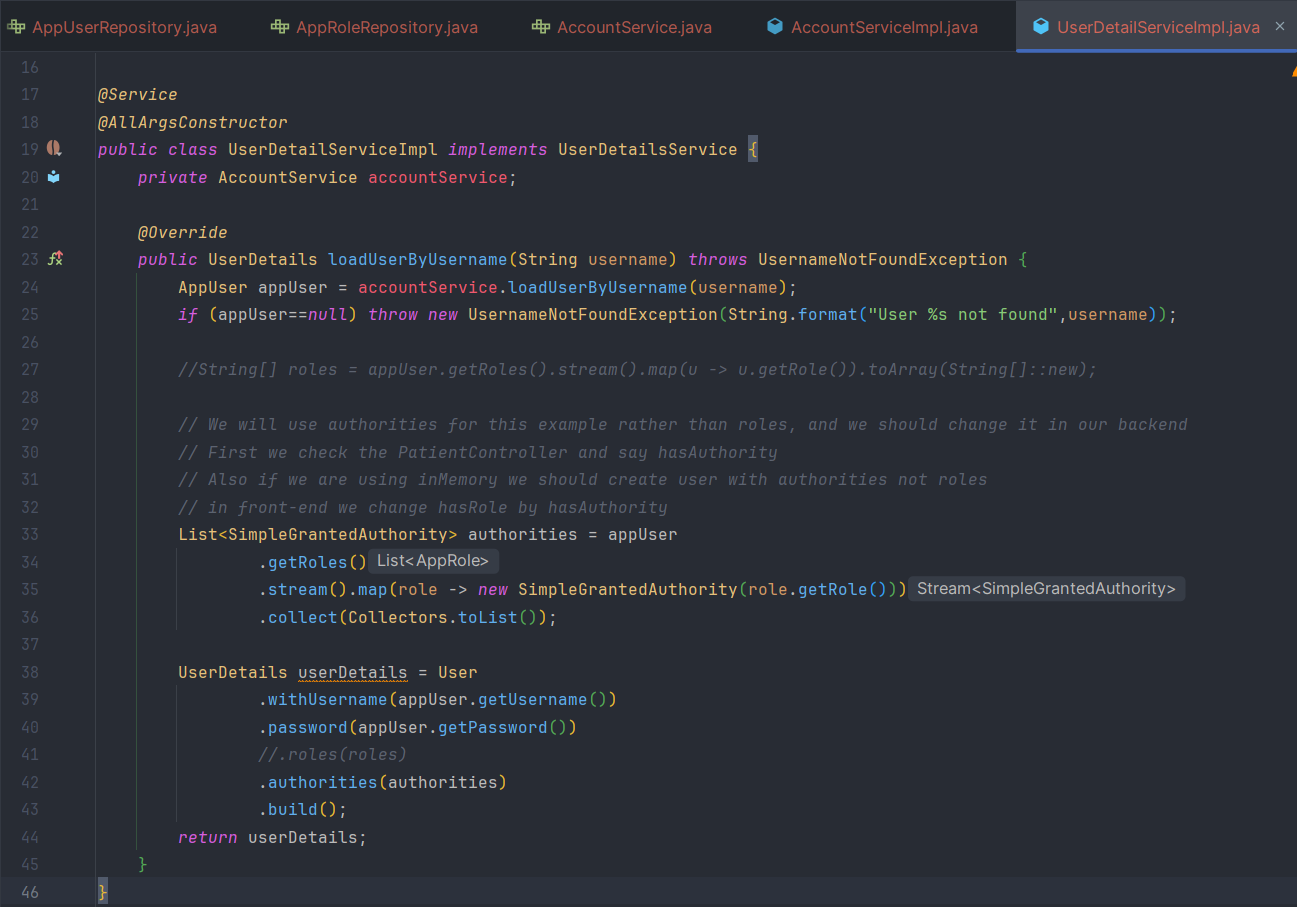 AppUserRepository.java AppRoleRepository.java AccountService.java AccountServiceImpl.java UserDetailServiceImpl.java ×
16
17 @Service
18 @AllArgsConstructor
19 public class UserDetailServiceImpl implements UserDetailsService {
20 private AccountService accountService;
21
22 @Override
23 public UserDetails loadUserByUsername(String username) throws UsernameNotFoundException {
24 AppUser appUser = accountService.loadUserByUsername(username);
25 if (appUser==null) throw new UsernameNotFoundException(String.format("User %s not found",username));
26
27 //String[] roles = appUser.getRoles().stream().map(u -> u.getRole()).toArray(String[]::new);
28
29 // We will use authorities for this example rather than roles, and we should change it in our backend
30 // First we check the PatientController and say hasAuthority
31 // Also if we are using inMemory we should create user with authorities not roles
32 // in front-end we change hasRole by hasAuthority
33 List<SimpleGrantedAuthority> authorities = appUser
34 .getRoles() List<AppRole>
35 .stream().map(role -> new SimpleGrantedAuthority(role.getRole())) Stream<SimpleGrantedAuthority>
36 .collect(Collectors.toList());
37
38 UserDetails userDetails = User
39 .withUsername(appUser.getUsername())
40 .password(appUser.getPassword())
41 //.roles(roles)
42 .authorities(authorities)
43 .build();
44 return userDetails;
45 }
46 }